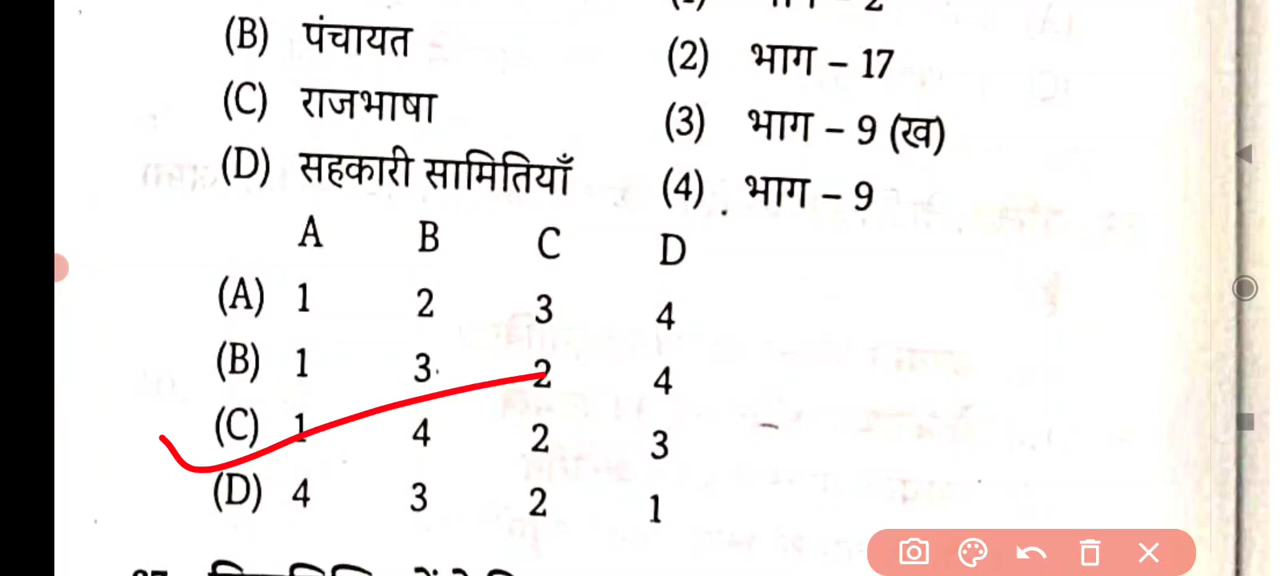 (B) पंचायत (2) भाग – 17
(C) राजभाषा (3) भाग – 9 (ख)
(D) सहकारी सामितियाँ (4) भाग – 9
A B C D
(A) 1 2 3 4
(B) 1 3 2 4
(C) 1 4 2 3
(D) 4 3 2 1